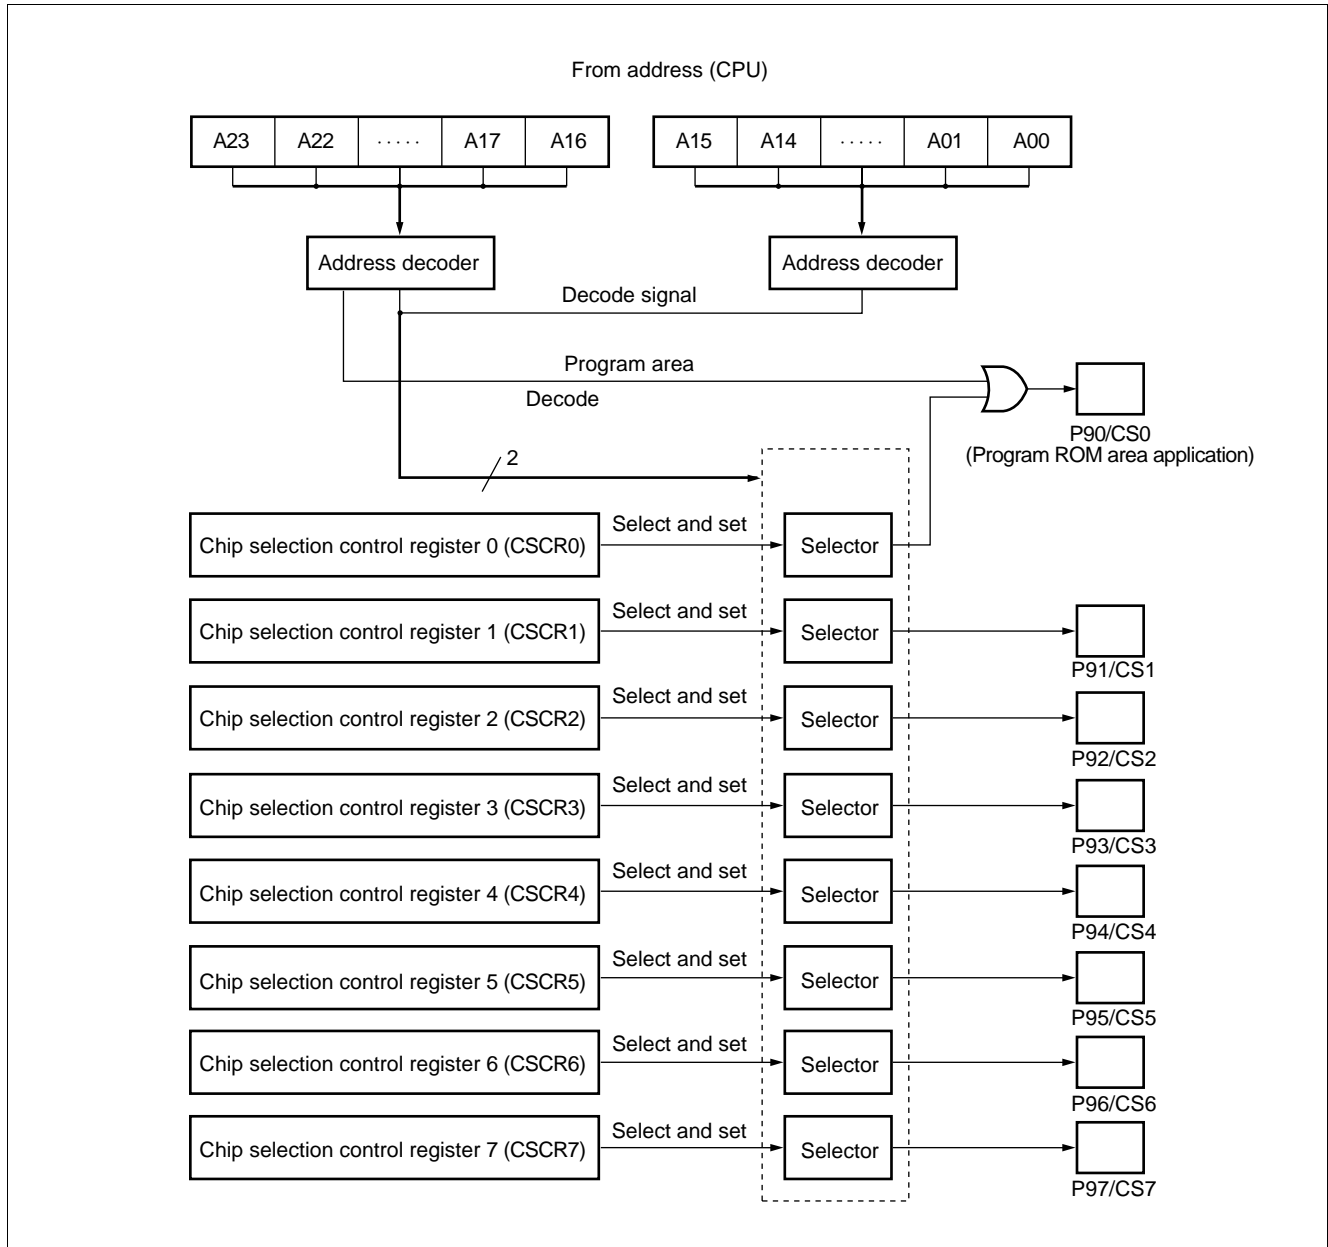 From address (CPU)
A23 A22 ..... A17 A16 A15 A14 ..... A01 A00
Address decoder Address decoder
Decode signal
Program area
Decode
P90/CS0
(Program ROM area application)
2
Select and set
Chip selection control register 0 (CSCR0) Selector
Select and set
Chip selection control register 1 (CSCR1) Selector
P91/CS1
Select and set
Chip selection control register 2 (CSCR2) Selector
P92/CS2
Select and set
Chip selection control register 3 (CSCR3) Selector
P93/CS3
Select and set
Chip selection control register 4 (CSCR4) Selector
P94/CS4
Select and set
Chip selection control register 5 (CSCR5) Selector
P95/CS5
Select and set
Chip selection control register 6 (CSCR6) Selector
P96/CS6
Select and set
Chip selection control register 7 (CSCR7) Selector
P97/CS7